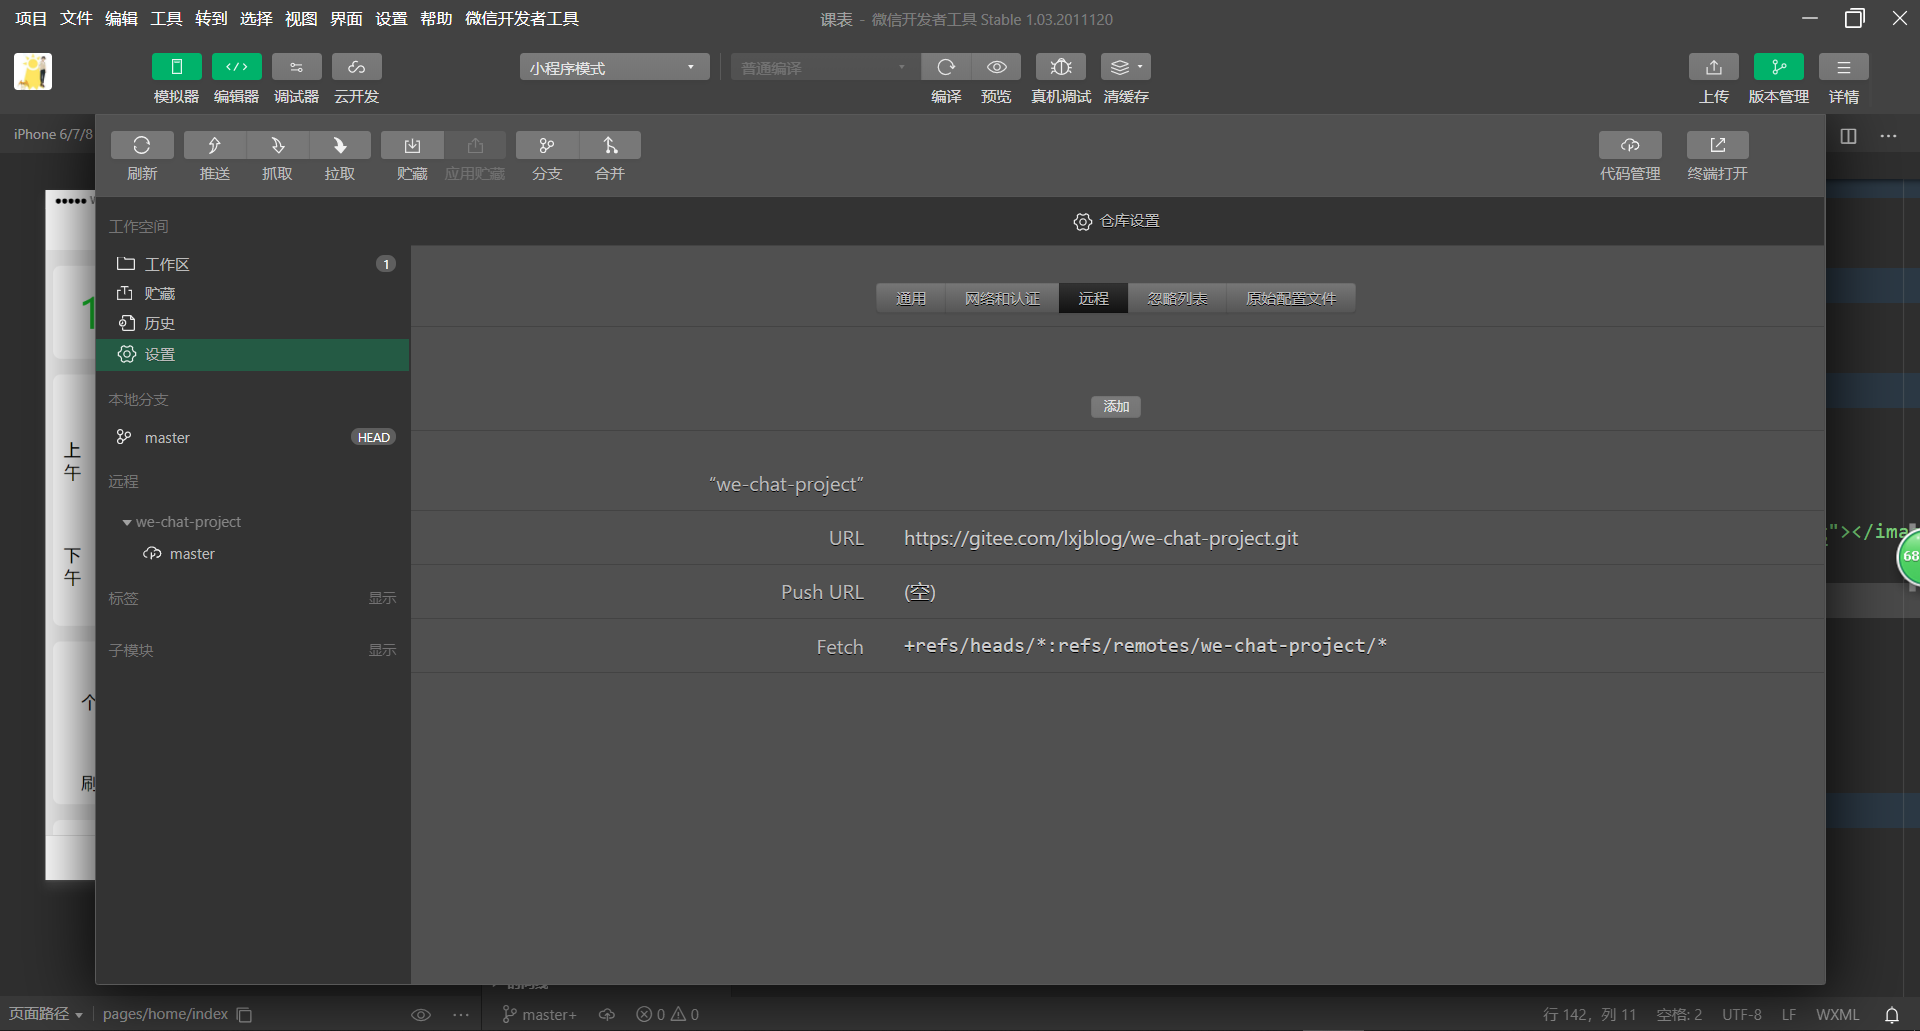 项目 文件 编辑 工具 转到 选择 视图 界面 设置 帮助 微信开发者工具
课表 - 微信开发者工具 Stable 1.03.2011120
小程序模式
普通编译
模拟器 编辑器 调试器 云开发
编译 预览 真机调试 清缓存
上传 版本管理 详情
iPhone 6/7/8
刷新 推送 抓取 拉取 贮藏 应用贮藏 分支 合并
代码管理 终端打开
工作空间
工作区 1
贮藏
历史
设置
本地分支
master HEAD
远程
we-chat-project
master
标签 显示
子模块 显示
仓库设置
通用 网络和认证 远程 忽略列表 原始配置文件
添加
“we-chat-project”
URL https://gitee.com/lxjblog/we-chat-project.git
Push URL (空)
Fetch +refs/heads/*:refs/remotes/we-chat-project/*
1
上
午
下
午
个
刷
"></ima
68
页面路径 pages/home/index
master+ 0 0
行 142，列 11 空格: 2 UTF-8 LF WXML